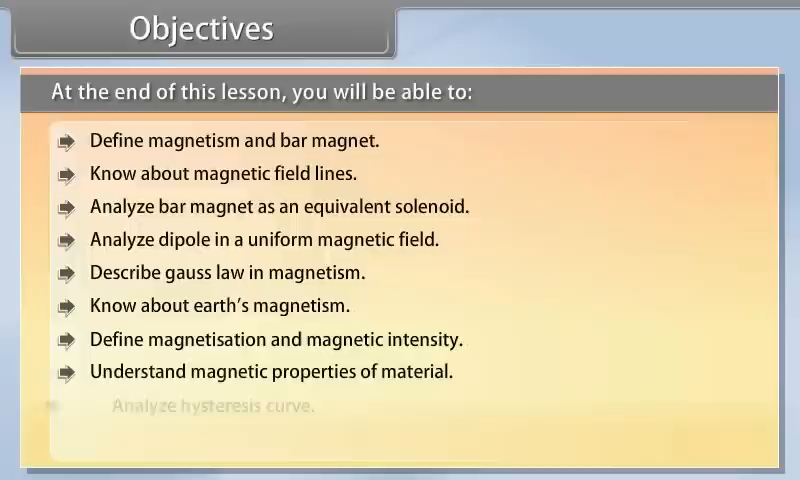 Objectives
At the end of this lesson, you will be able to:
Define magnetism and bar magnet.
Know about magnetic field lines.
Analyze bar magnet as an equivalent solenoid.
Analyze dipole in a uniform magnetic field.
Describe gauss law in magnetism.
Know about earth's magnetism.
Define magnetisation and magnetic intensity.
Understand magnetic properties of material.
Analyze hysteresis curve.